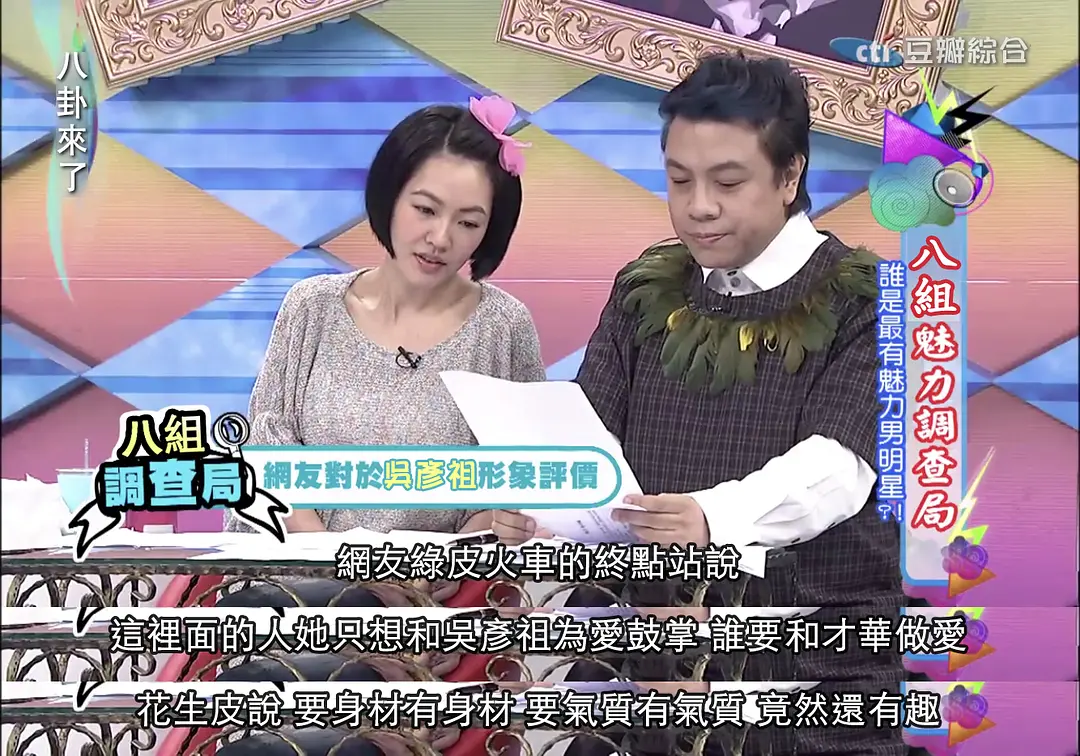 八卦來了
cti 豆瓣綜合
八組魅力調查局
誰是最有魅力男明星?!
八組
調查局
網友對於吳彥祖形象評價
網友綠皮火車的終點站說
這裡面的人她只想和吳彥祖為愛鼓掌 誰要和才華做愛
花生皮說 要身材有身材 要氣質有氣質 竟然還有趣